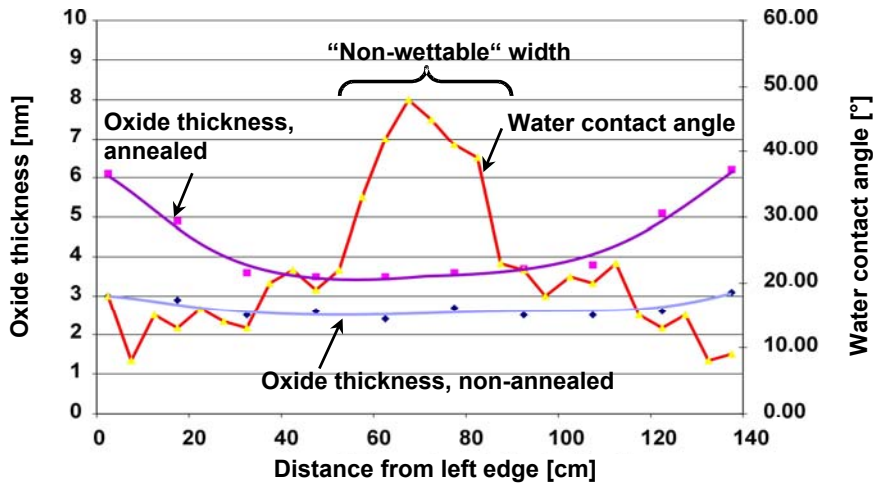 “Non-wettable“ width
Oxide thickness,
annealed
Water contact angle
Oxide thickness, non-annealed
Oxide thickness [nm]
10
9
8
7
6
5
4
3
2
1
0
Water contact angle [°]
60.00
50.00
40.00
30.00
20.00
10.00
0.00
0 20 40 60 80 100 120 140
Distance from left edge [cm]